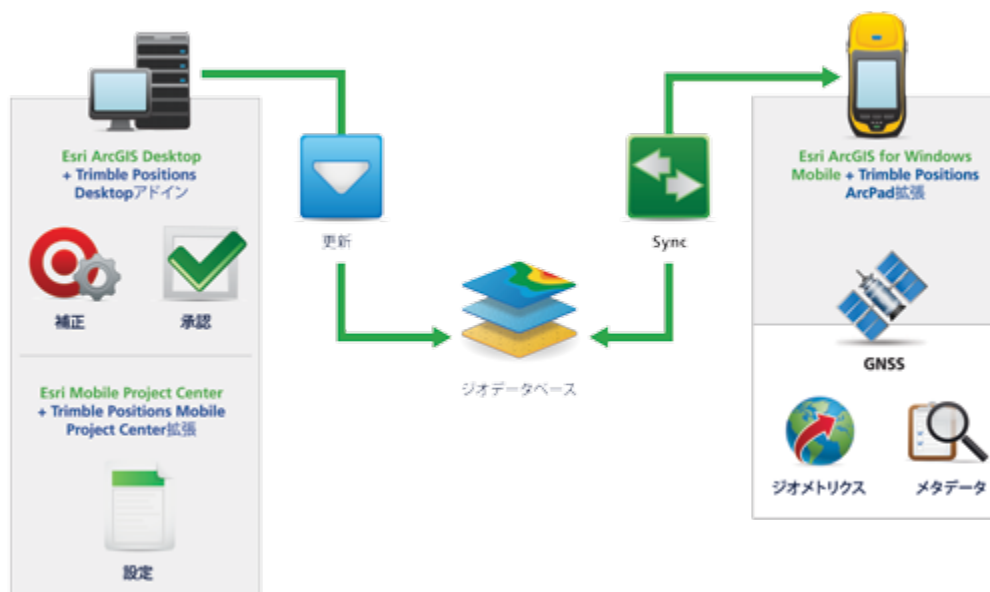 Esri ArcGIS Desktop
+ Trimble Positions
Desktopアドイン
補正
承認
Esri Mobile Project Center
+ Trimble Positions Mobile
Project Center拡張
設定
更新
Sync
ジオデータベース
Esri ArcGIS for Windows
Mobile + Trimble Positions
ArcPad拡張
GNSS
ジオメトリクス
メタデータ